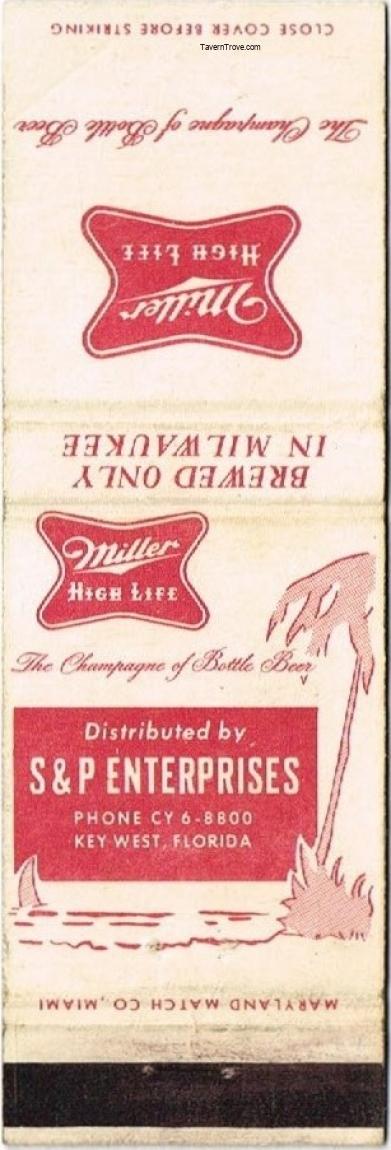 CLOSE COVER BEFORE STRIKING
TavernTrove.com
The Champagne of Bottle Beer
Miller
HIGH LIFE
BREWED ONLY
IN MILWAUKEE
Miller
HIGH LIFE
The Champagne of Bottle Beer
Distributed by
S & P ENTERPRISES
PHONE CY 6-8800
KEY WEST, FLORIDA
MARYLAND MATCH CO., MIAMI